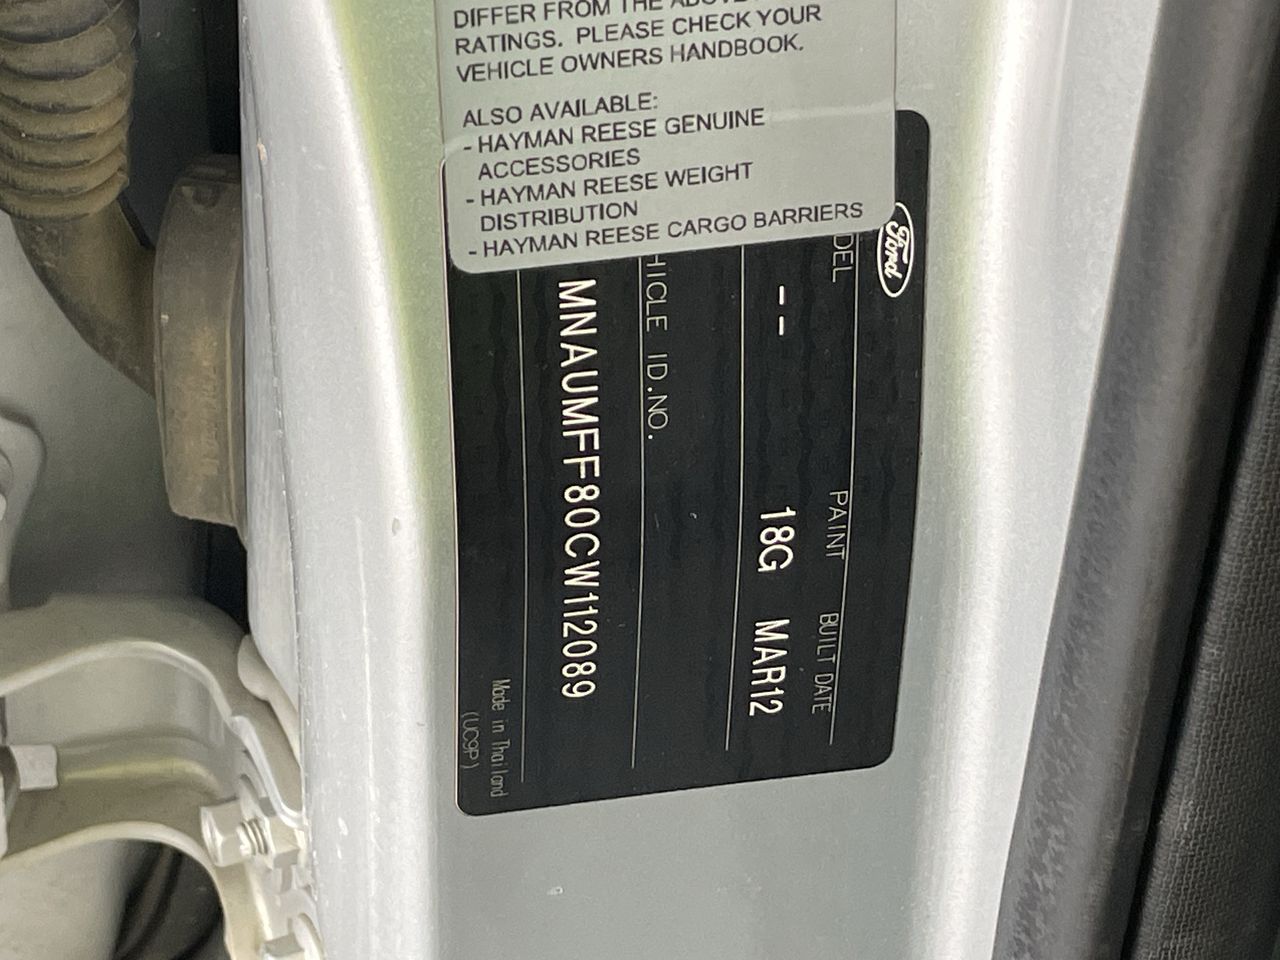 DIFFER FROM THE ABOVE
RATINGS. PLEASE CHECK YOUR
VEHICLE OWNERS HANDBOOK.
ALSO AVAILABLE:
- HAYMAN REESE GENUINE
ACCESSORIES
- HAYMAN REESE WEIGHT
DISTRIBUTION
- HAYMAN REESE CARGO BARRIERS
Ford
DEL PAINT BUILT DATE
-- 18G MAR12
HICLE ID.NO.
MNAUMFF80CW112089
Made in Thailand
(UC9P)